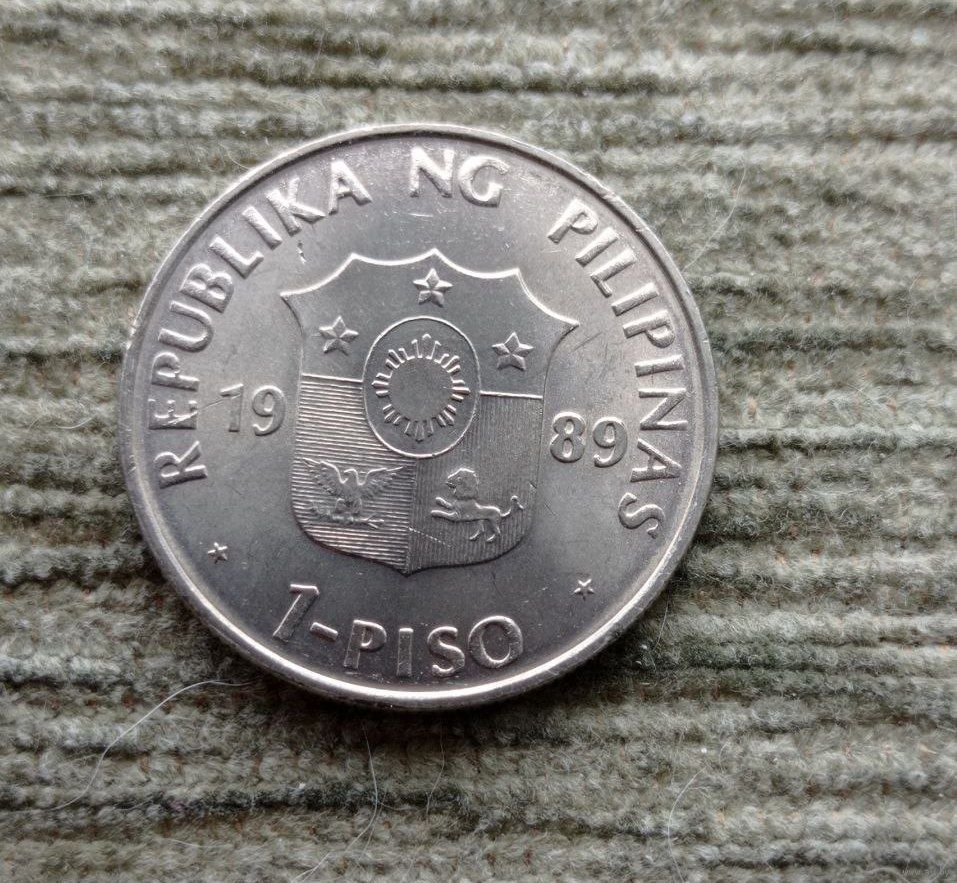 REPUBLIKA NG PILIPINAS
19 89
1-PISO